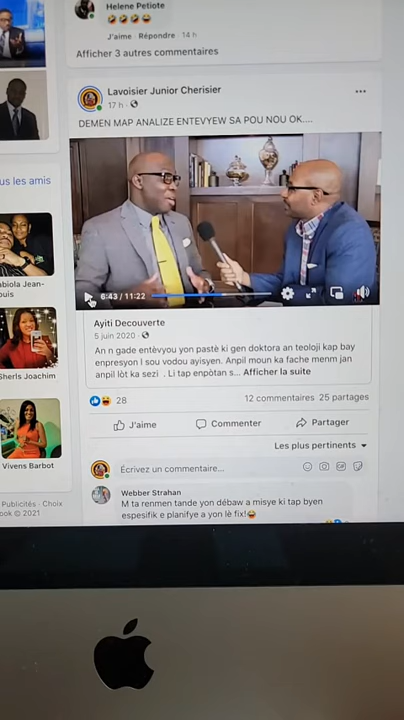 Helene Petiote
J'aime · Répondre · 14 h
Afficher 3 autres commentaires
Lavoisier Junior Cherisier
17 h ·
DEMEN MAP ANALIZE ENTEVYEW SA POU NOU OK....
us les amis
6:43 / 11:22
abiola Jean-
ouis
Ayiti Decouverte
5 juin 2020 ·
An n gade entèvyou yon pastè ki gen doktora an teoloji kap bay
enpresyon l sou vodou ayisyen. Anpil moun ka fache menm jan
anpil lòt ka sezi . Li tap enpòtan s... Afficher la suite
Sherls Joachim
28
12 commentaires 25 partages
J'aime
Commenter
Partager
Les plus pertinents
Vivens Barbot
Écrivez un commentaire...
Webber Strahan
M ta renmen tande yon débaw a misye ki tap byen
espesifik e planifye a yon lè fix!
Publicités · Choix
ook © 2021